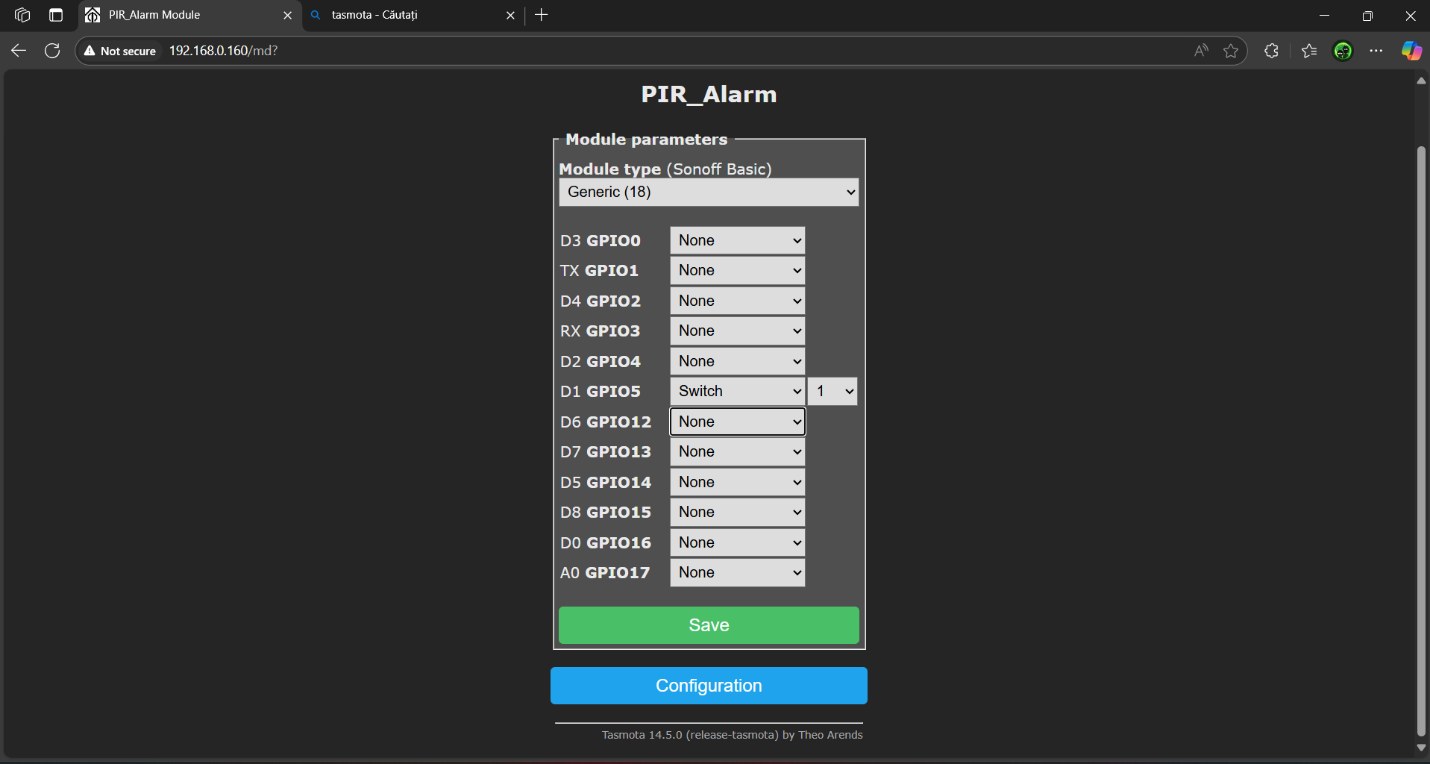 PIR_Alarm Module
tasmota - Căutați
Not secure 192.168.0.160/md?
PIR_Alarm
Module parameters
Module type (Sonoff Basic)
Generic (18)
D3 GPIO0 None
TX GPIO1 None
D4 GPIO2 None
RX GPIO3 None
D2 GPIO4 None
D1 GPIO5 Switch 1
D6 GPIO12 None
D7 GPIO13 None
D5 GPIO14 None
D8 GPIO15 None
D0 GPIO16 None
A0 GPIO17 None
Save
Configuration
Tasmota 14.5.0 (release-tasmota) by Theo Arends